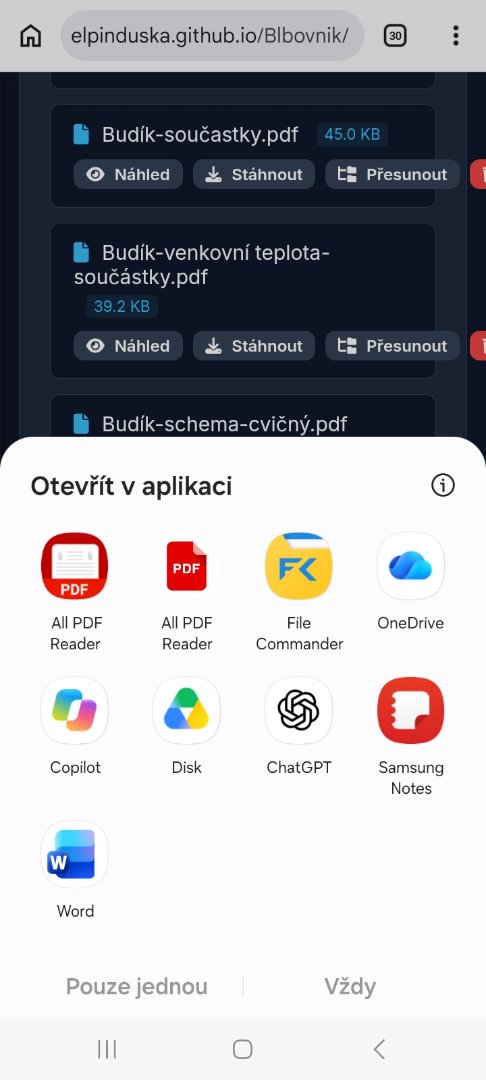 elpinduska.github.io/Blbovnik/
30
Budík-součastky.pdf 45.0 KB
Náhled Stáhnout Přesunout
Budík-venkovní teplota-
součástky.pdf
39.2 KB
Náhled Stáhnout Přesunout
Budík-schema-cvičný.pdf
Otevřít v aplikaci
PDF
PDF
FK
All PDF
Reader
All PDF
Reader
File
Commander
OneDrive
Copilot
Disk
ChatGPT
Samsung
Notes
W
Word
Pouze jednou
Vždy